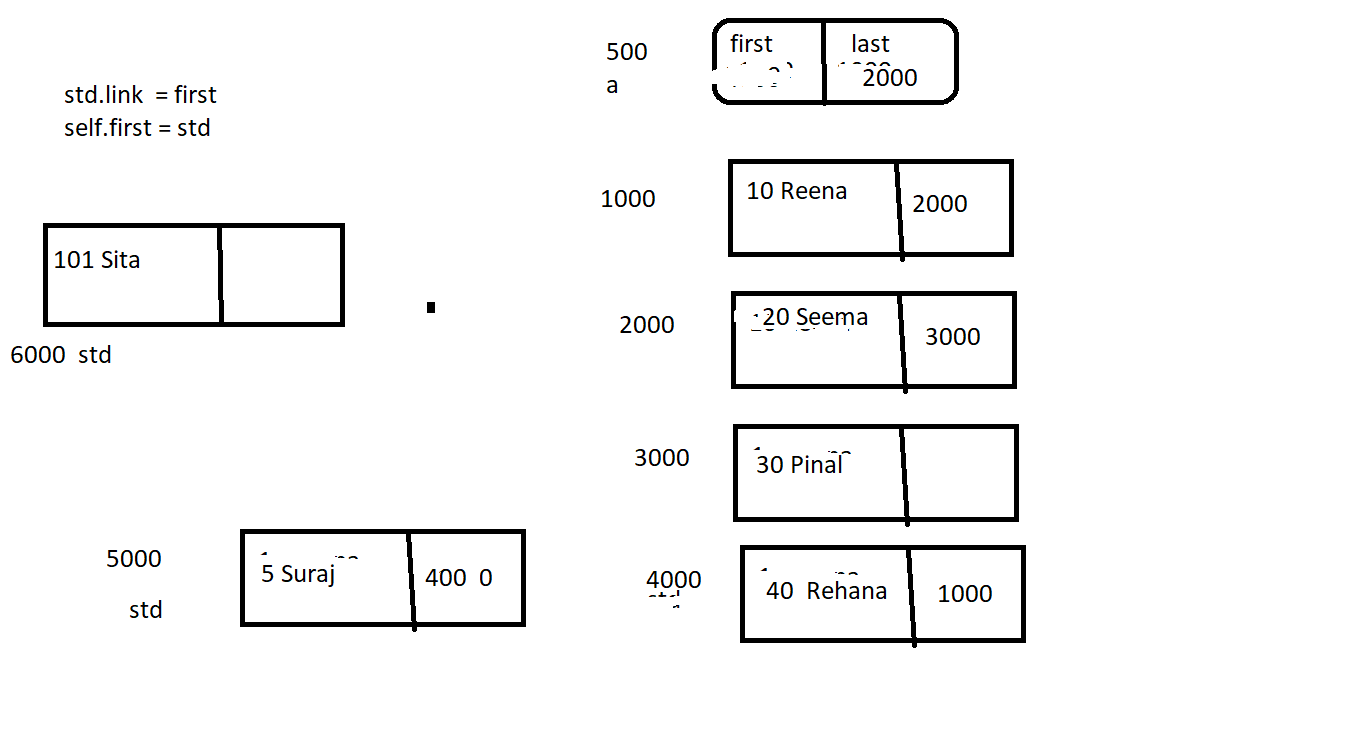 std.link = first
self.first = std
101 Sita
6000 std
5000
std
5 Suraj
400 0
500
a
first last
2000
1000
10 Reena
2000
2000
20 Seema
3000
3000
30 Pinal
4000
40 Rehana
1000